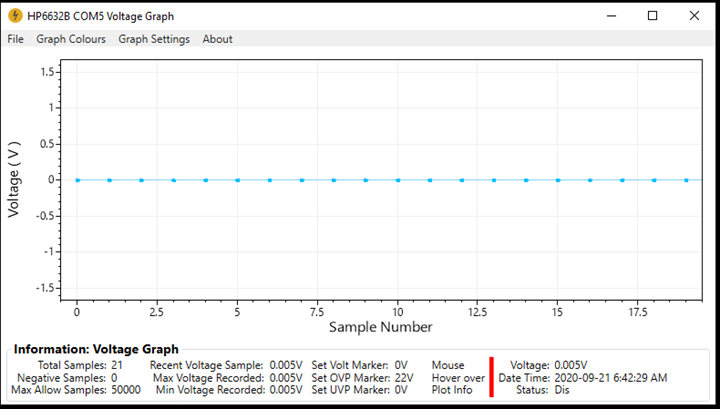 HP6632B COM5 Voltage Graph
File Graph Colours Graph Settings About
1.5
1
0.5
0
-0.5
-1
-1.5
Voltage ( V )
0 2.5 5 7.5 10 12.5 15 17.5
Sample Number
Information: Voltage Graph
Total Samples: 21 Recent Voltage Sample: 0.005V Set Volt Marker: 0V Mouse Voltage: 0.005V
Negative Samples: 0 Max Voltage Recorded: 0.005V Set OVP Marker: 22V Hover over Date Time: 2020-09-21 6:42:29 AM
Max Allow Samples: 50000 Min Voltage Recorded: 0.005V Set UVP Marker: 0V Plot Info Status: Dis